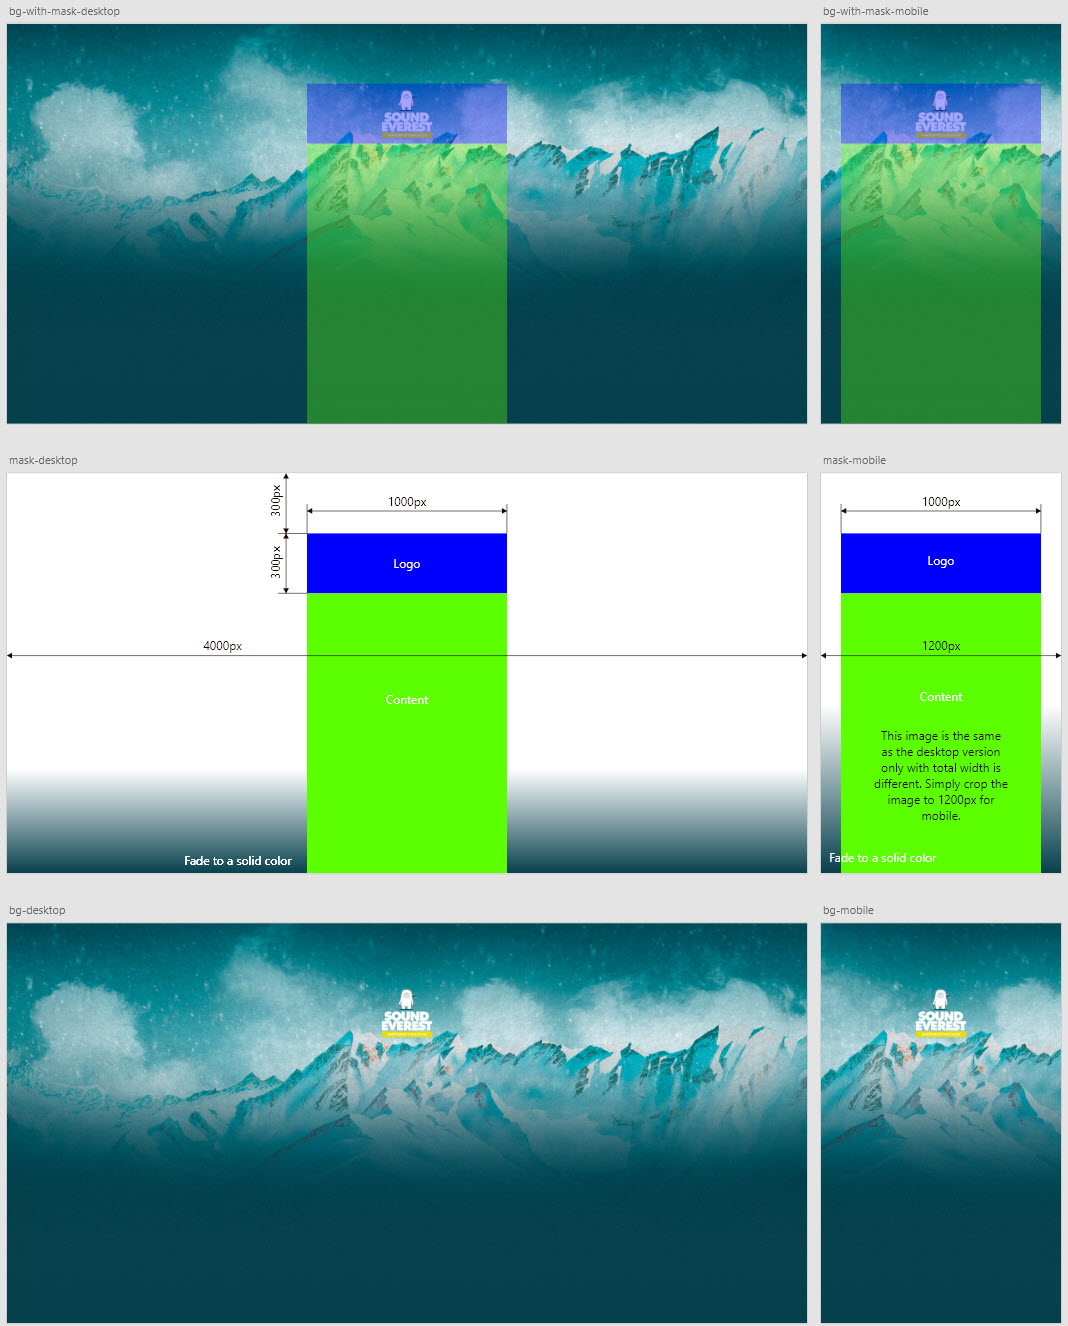 bg-with-mask-desktop
bg-with-mask-mobile
SOUND
EVEREST
SOUND
EVEREST
mask-desktop
mask-mobile
300px
1000px
1000px
300px
Logo
Logo
4000px
1200px
Content
Content
This image is the same
as the desktop version
only with total width is
different. Simply crop the
image to 1200px for
mobile.
Fade to a solid color
Fade to a solid color
bg-desktop
bg-mobile
SOUND
EVEREST
SOUND
EVEREST